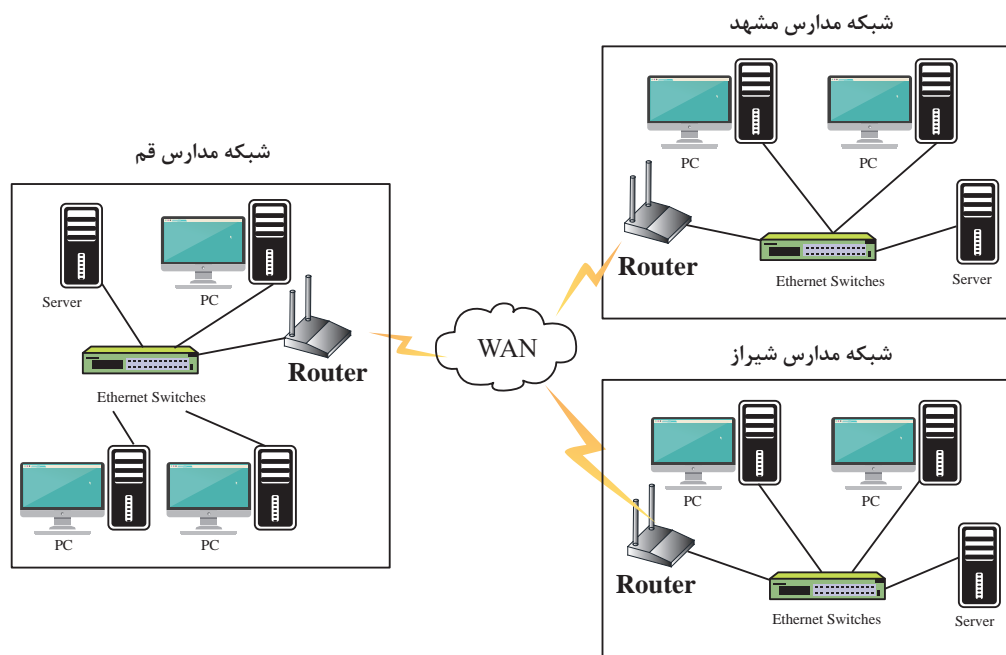 شبکه مدارس مشهد
PC
PC
Router
Ethernet Switches
Server
شبکه مدارس قم
Server
PC
Router
Ethernet Switches
PC
PC
WAN
شبکه مدارس شیراز
PC
PC
Router
Ethernet Switches
Server